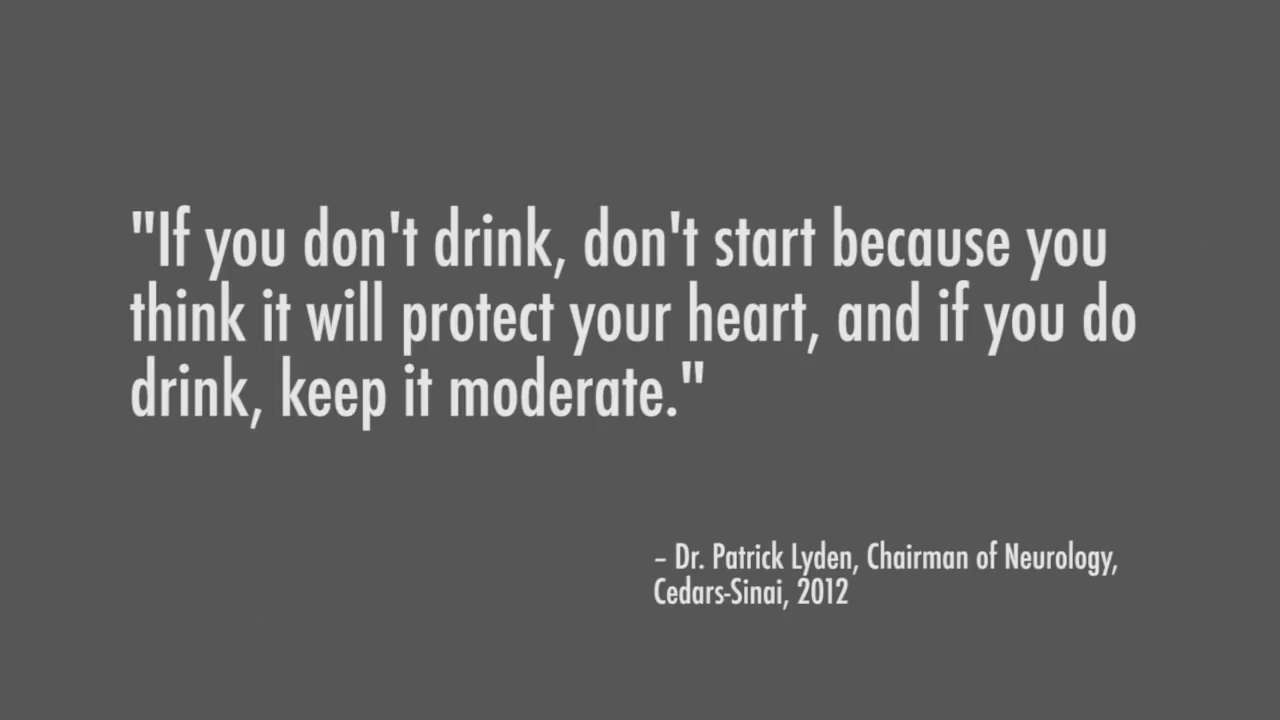 "If you don't drink, don't start because you
think it will protect your heart, and if you do
drink, keep it moderate."
– Dr. Patrick Lyden, Chairman of Neurology,
Cedars-Sinai, 2012